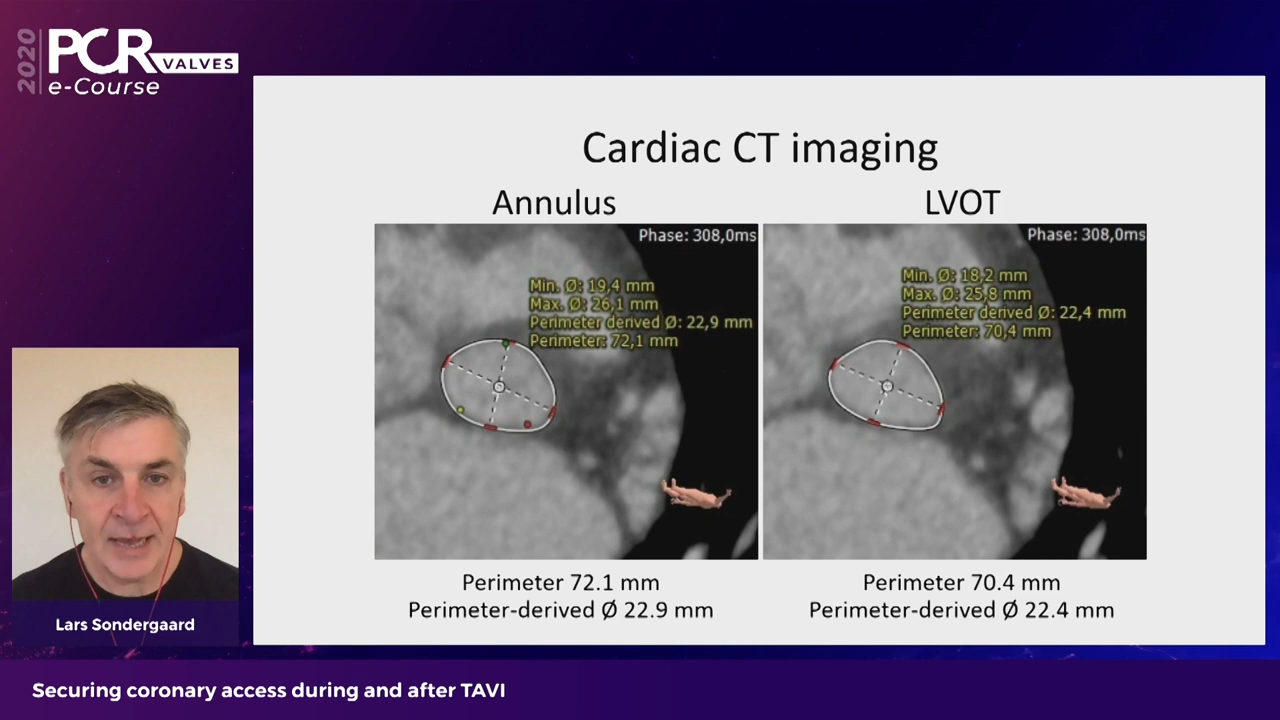 2020
PCR
VALVES
e-Course
Cardiac CT imaging
Annulus
LVOT
Phase: 308,0ms
Min. Ø: 19,4 mm
Max. Ø: 26,1 mm
Perimeter derived Ø: 22,9 mm
Perimeter: 72,1 mm
Phase: 308,0ms
Min. Ø: 18,2 mm
Max. Ø: 25,8 mm
Perimeter derived Ø: 22,4 mm
Perimeter: 70,4 mm
Perimeter 72.1 mm
Perimeter-derived Ø 22.9 mm
Perimeter 70.4 mm
Perimeter-derived Ø 22.4 mm
Lars Sondergaard
Securing coronary access during and after TAVI